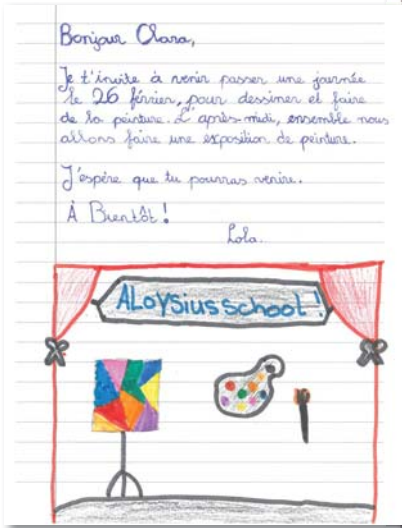 Bonjour Clara,
Je t'invite à venir passer une journée
le 26 février, pour dessiner et faire
de la peinture. L'après-midi, ensemble nous
allons faire une exposition de peinture.
J'espère que tu pourras venire.
À Bientôt !
Lola.
ALoysius school !